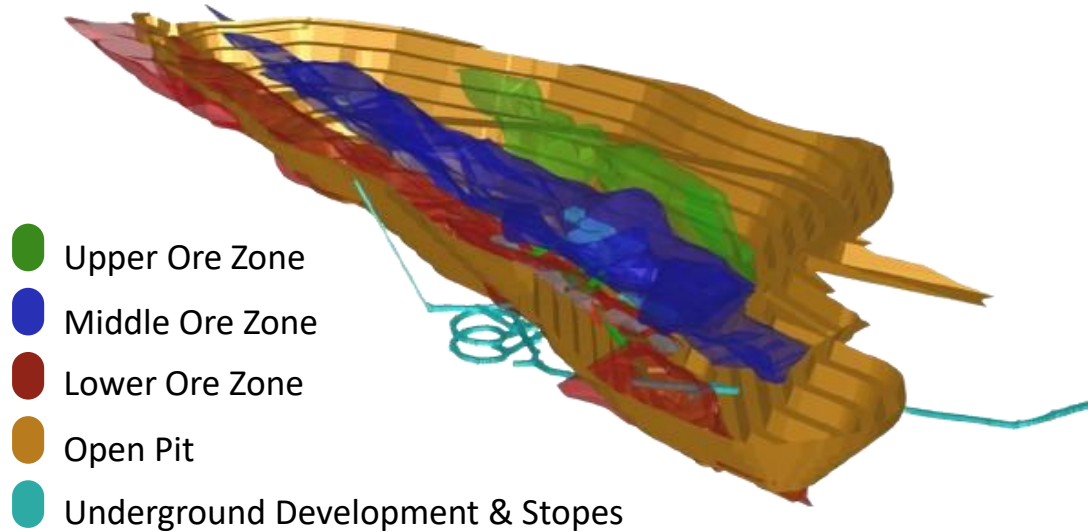 Upper Ore Zone
Middle Ore Zone
Lower Ore Zone
Open Pit
Underground Development & Stopes